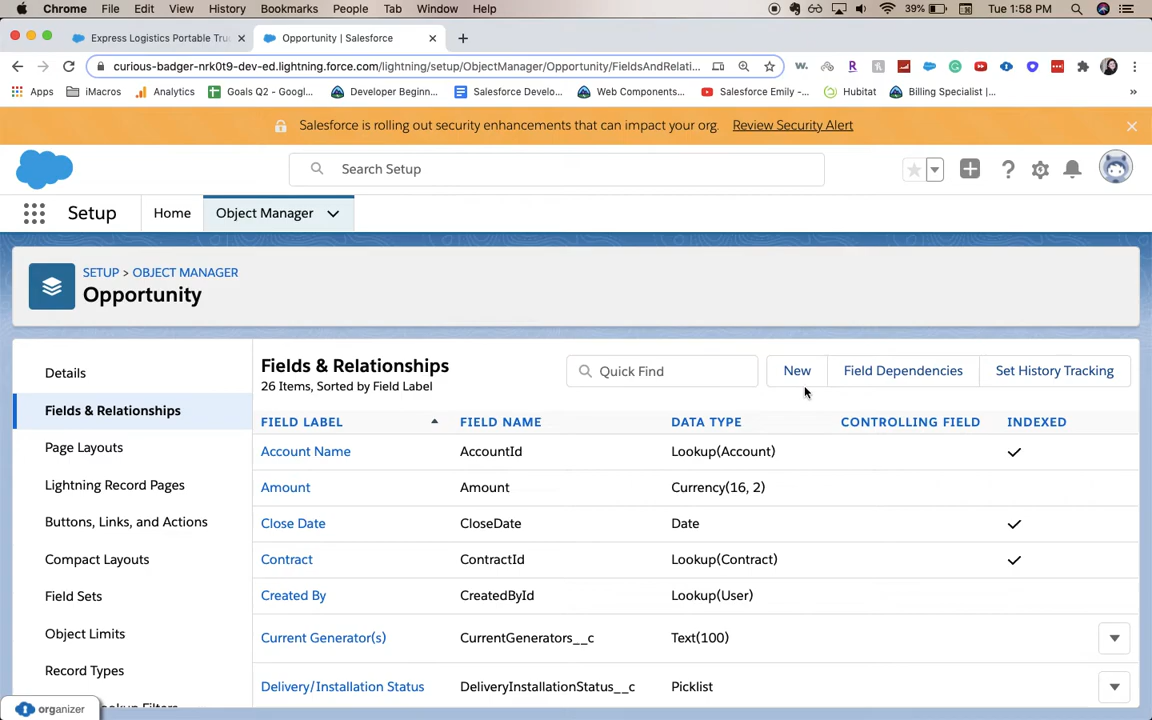 Chrome File Edit View History Bookmarks People Tab Window Help 39% Tue 1:58 PM
Express Logistics Portable Tru
Opportunity | Salesforce
curious-badger-nrk0t9-dev-ed.lightning.force.com/lightning/setup/ObjectManager/Opportunity/FieldsAndRelati...
Apps iMacros Analytics Goals Q2 - Googl... Developer Beginn... Salesforce Develo... Web Components... Salesforce Emily -... Hubitat Billing Specialist |... »
Salesforce is rolling out security enhancements that can impact your org. Review Security Alert
Search Setup
Setup Home Object Manager
SETUP > OBJECT MANAGER
Opportunity
Details
Fields & Relationships
Page Layouts
Lightning Record Pages
Buttons, Links, and Actions
Compact Layouts
Field Sets
Object Limits
Record Types
Fields & Relationships
26 Items, Sorted by Field Label
Quick Find
New Field Dependencies Set History Tracking
FIELD LABEL FIELD NAME DATA TYPE CONTROLLING FIELD INDEXED
Account Name AccountId Lookup(Account)
Amount Amount Currency(16, 2)
Close Date CloseDate Date
Contract ContractId Lookup(Contract)
Created By CreatedById Lookup(User)
Current Generator(s) CurrentGenerators__c Text(100)
Delivery/Installation Status DeliveryInstallationStatus__c Picklist
organizer